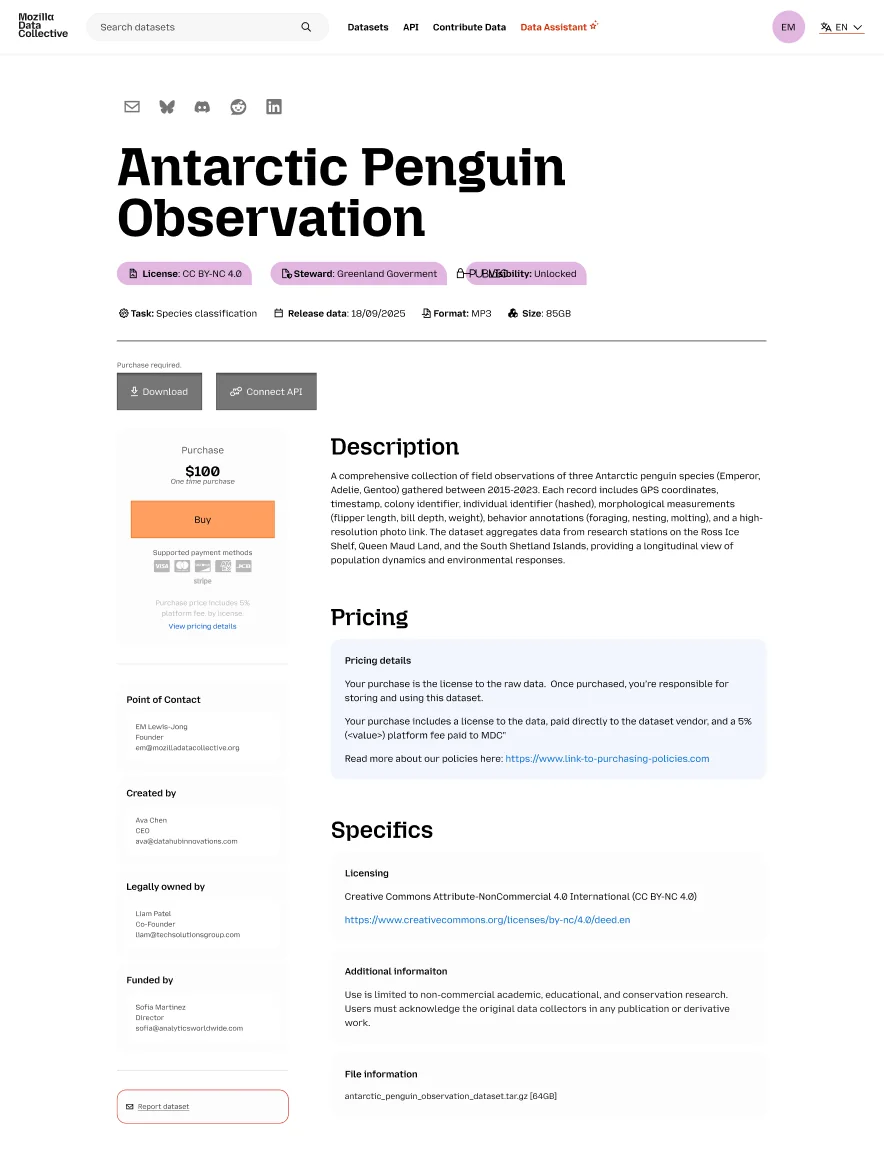 Mozilla
Data
Collective
Search datasets
Datasets
API
Contribute Data
Data Assistant
EM
EN
Antarctic Penguin
Observation
License: CC BY-NC 4.0
Steward: Greenland Goverment
PUBLIC
Visibility: Unlocked
Task: Species classification
Release data: 18/09/2025
Format: MP3
Size: 85GB
Purchase required.
Download
Connect API
Purchase
$100
One time purchase
Buy
Supported payment methods
VISA
JCB
stripe
Purchase price includes 5%
platform fee. by license.
View pricing details
Point of Contact
EM Lewis-Jong
Founder
em@mozilladatacollective.org
Created by
Ava Chen
CEO
ava@datahubinnovations.com
Legally owned by
Liam Patel
Co-Founder
liam@techsolutionsgroup.com
Funded by
Sofia Martinez
Director
sofia@analyticsworldwide.com
Report dataset
Description
A comprehensive collection of field observations of three Antarctic penguin species (Emperor,
Adelie, Gentoo) gathered between 2015-2023. Each record includes GPS coordinates,
timestamp, colony identifier, individual identifier (hashed), morphological measurements
(flipper length, bill depth, weight), behavior annotations (foraging, nesting, molting), and a high-
resolution photo link. The dataset aggregates data from research stations on the Ross Ice
Shelf, Queen Maud Land, and the South Shetland Islands, providing a longitudinal view of
population dynamics and environmental responses.
Pricing
Pricing details
Your purchase is the license to the raw data.  Once purchased, you're responsible for
storing and using this dataset.
Your purchase includes a license to the data, paid directly to the dataset vendor, and a 5%
(<value>) platform fee paid to MDC"
Read more about our policies here: https://www.link-to-purchasing-policies.com
Specifics
Licensing
Creative Commons Attribute-NonCommercial 4.0 International (CC BY-NC 4.0)
https://www.creativecommons.org/licenses/by-nc/4.0/deed.en
Additional informaiton
Use is limited to non-commercial academic, educational, and conservation research.
Users must acknowledge the original data collectors in any publication or derivative
work.
File information
antarctic_penguin_observation_dataset.tar.gz [64GB]